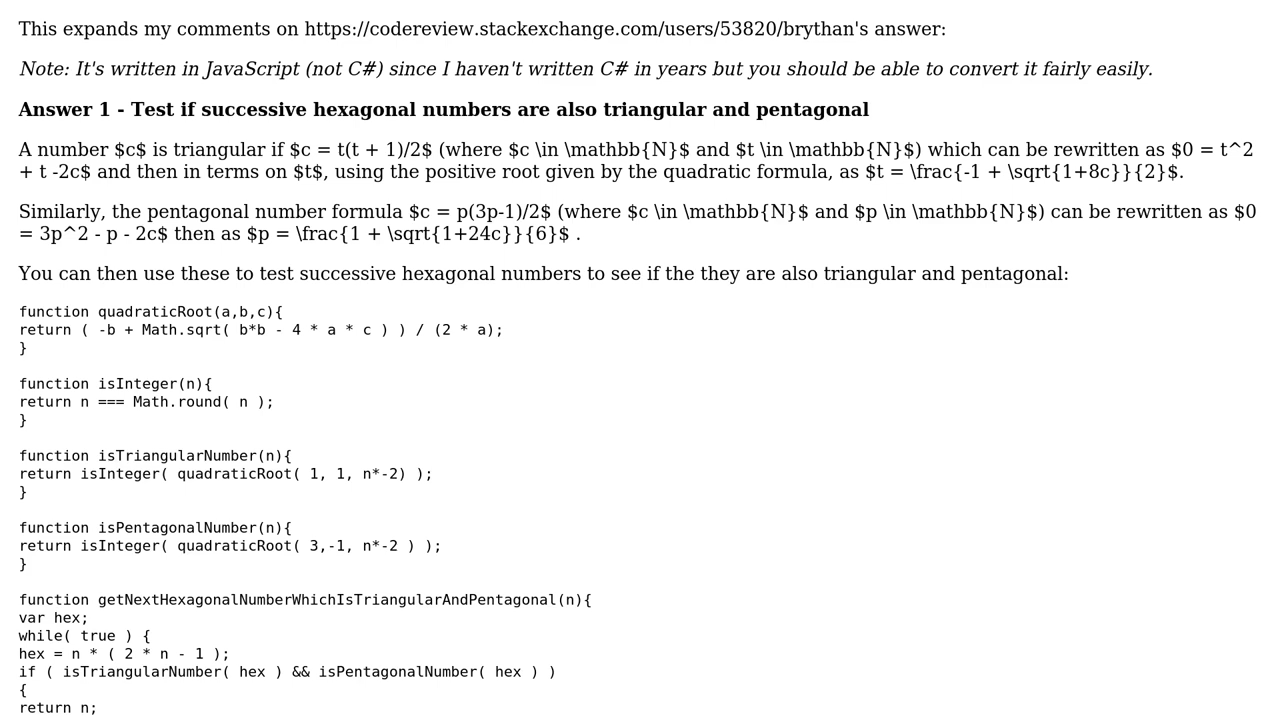 This expands my comments on https://codereview.stackexchange.com/users/53820/brythan's answer:
Note: It's written in JavaScript (not C#) since I haven't written C# in years but you should be able to convert it fairly easily.
Answer 1 - Test if successive hexagonal numbers are also triangular and pentagonal
A number $c$ is triangular if $c = t(t + 1)/2$ (where $c \in \mathbb{N}$ and $t \in \mathbb{N}$) which can be rewritten as $0 = t^2
+ t -2c$ and then in terms on $t$, using the positive root given by the quadratic formula, as $t = \frac{-1 + \sqrt{1+8c}}{2}$.
Similarly, the pentagonal number formula $c = p(3p-1)/2$ (where $c \in \mathbb{N}$ and $p \in \mathbb{N}$) can be rewritten as $0
= 3p^2 - p - 2c$ then as $p = \frac{1 + \sqrt{1+24c}}{6}$ .
You can then use these to test successive hexagonal numbers to see if the they are also triangular and pentagonal:
function quadraticRoot(a,b,c){
return ( -b + Math.sqrt( b*b - 4 * a * c ) ) / (2 * a);
}
function isInteger(n){
return n === Math.round( n );
}
function isTriangularNumber(n){
return isInteger( quadraticRoot( 1, 1, n*-2) );
}
function isPentagonalNumber(n){
return isInteger( quadraticRoot( 3,-1, n*-2 ) );
}
function getNextHexagonalNumberWhichIsTriangularAndPentagonal(n){
var hex;
while( true ) {
hex = n * ( 2 * n - 1 );
if ( isTriangularNumber( hex ) && isPentagonalNumber( hex ) )
{
return n;